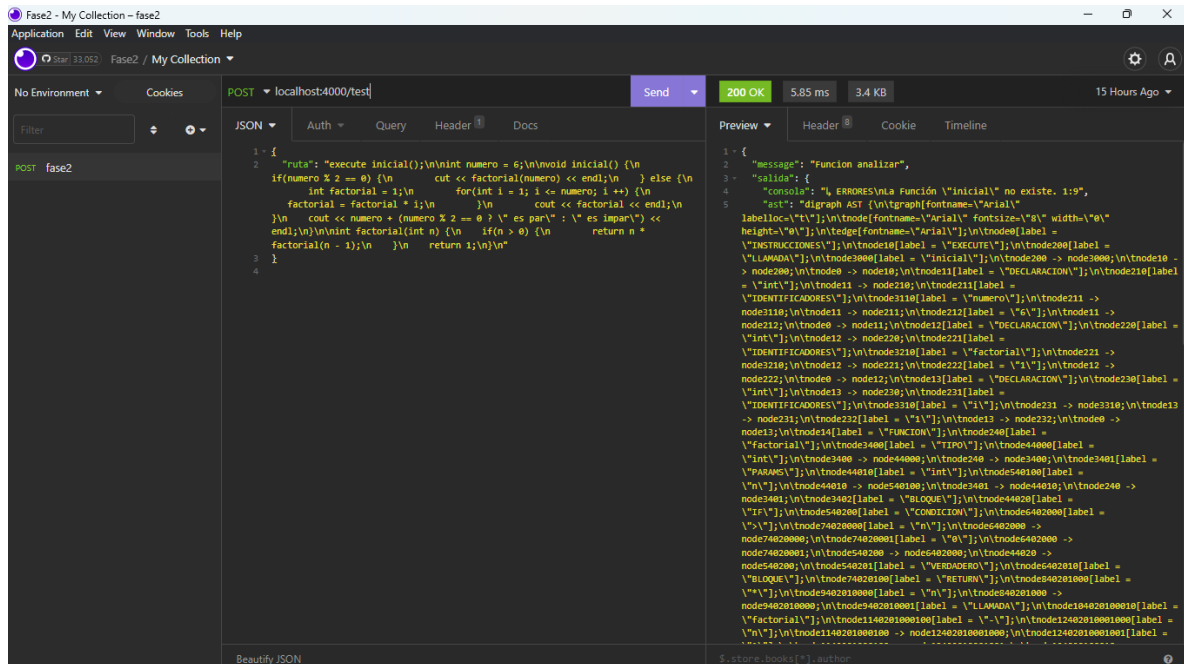 Fase2 - My Collection – fase2
Application Edit View Window Tools Help
Star 33,052 Fase2 / My Collection
No Environment Cookies POST localhost:4000/test Send 200 OK 5.85 ms 3.4 KB 15 Hours Ago
Filter JSON Auth Query Header 1 Docs Preview Header 8 Cookie Timeline
POST fase2
1 {
2 "ruta": "execute inicial();\n\nint numero = 6;\n\nvoid inicial() {\n
if(numero % 2 == 0) {\n cut << factorial(numero) << endl;\n } else {\n
int factorial = 1;\n for(int i = 1; i <= numero; i ++) {\n
factorial = factorial * i;\n }\n cout << factorial << endl;\n
}\n cout << numero + (numero % 2 == 0 ? \" es par\" : \" es impar\") <<
endl;\n}\n\nint factorial(int n) {\n if(n > 0) {\n return n *
factorial(n - 1);\n }\n return 1;\n}\n"
3 }
4
1 {
2 "message": "Funcion analizar",
3 "salida": {
4 "consola": "↳ ERRORES\nLa Función \"inicial\" no existe. 1:9",
5 "ast": "digraph AST {\n\tgraph[fontname=\"Arial\"
labelloc=\"t\"];\n\tnode[fontname=\"Arial\" fontsize=\"8\" width=\"0\"
height=\"0\"];\n\tedge[fontname=\"Arial\"];\n\tnode0[label =
\"INSTRUCCIONES\"];\n\tnode10[label = \"EXECUTE\"];\n\tnode200[label =
\"LLAMADA\"];\n\tnode3000[label = \"inicial\"];\n\tnode200 -> node3000;\n\tnode10 -
> node200;\n\tnode0 -> node10;\n\tnode11[label = \"DECLARACION\"];\n\tnode210[label
= \"int\"];\n\tnode11 -> node210;\n\tnode211[label =
\"IDENTIFICADORES\"];\n\tnode3110[label = \"numero\"];\n\tnode211 ->
node3110;\n\tnode11 -> node211;\n\tnode212[label = \"6\"];\n\tnode11 ->
node212;\n\tnode0 -> node11;\n\tnode12[label = \"DECLARACION\"];\n\tnode220[label =
\"int\"];\n\tnode12 -> node220;\n\tnode221[label =
\"IDENTIFICADORES\"];\n\tnode3210[label = \"factorial\"];\n\tnode221 ->
node3210;\n\tnode12 -> node221;\n\tnode222[label = \"1\"];\n\tnode12 ->
node222;\n\tnode0 -> node12;\n\tnode13[label = \"DECLARACION\"];\n\tnode230[label =
\"int\"];\n\tnode13 -> node230;\n\tnode231[label =
\"IDENTIFICADORES\"];\n\tnode3310[label = \"i\"];\n\tnode231 -> node3310;\n\tnode13
-> node231;\n\tnode232[label = \"1\"];\n\tnode13 -> node232;\n\tnode0 ->
node13;\n\tnode14[label = \"FUNCION\"];\n\tnode240[label =
\"factorial\"];\n\tnode3400[label = \"TIPO\"];\n\tnode44000[label =
\"int\"];\n\tnode3400 -> node44000;\n\tnode240 -> node3400;\n\tnode3401[label =
\"PARAMS\"];\n\tnode44010[label = \"int\"];\n\tnode540100[label =
\"n\"];\n\tnode44010 -> node540100;\n\tnode3401 -> node44010;\n\tnode240 ->
node3401;\n\tnode3402[label = \"BLOQUE\"];\n\tnode44020[label =
\"IF\"];\n\tnode540200[label = \"CONDICION\"];\n\tnode6402000[label =
\">\"];\n\tnode74020000[label = \"n\"];\n\tnode6402000 ->
node74020000;\n\tnode74020001[label = \"0\"];\n\tnode6402000 ->
node74020001;\n\tnode540200 -> node6402000;\n\tnode44020 ->
node540200;\n\tnode540201[label = \"VERDADERO\"];\n\tnode6402010[label =
\"BLOQUE\"];\n\tnode74020100[label = \"RETURN\"];\n\tnode840201000[label =
\"*\"];\n\tnode9402010000[label = \"n\"];\n\tnode840201000 ->
node9402010000;\n\tnode9402010001[label = \"LLAMADA\"];\n\tnode104020100010[label =
\"factorial\"];\n\tnode1140201000100[label = \"-\"];\n\tnode12402010001000[label =
\"n\"];\n\tnode1140201000100 -> node12402010001000;\n\tnode12402010001001[label =
Beautify JSON $.store.books[*].author